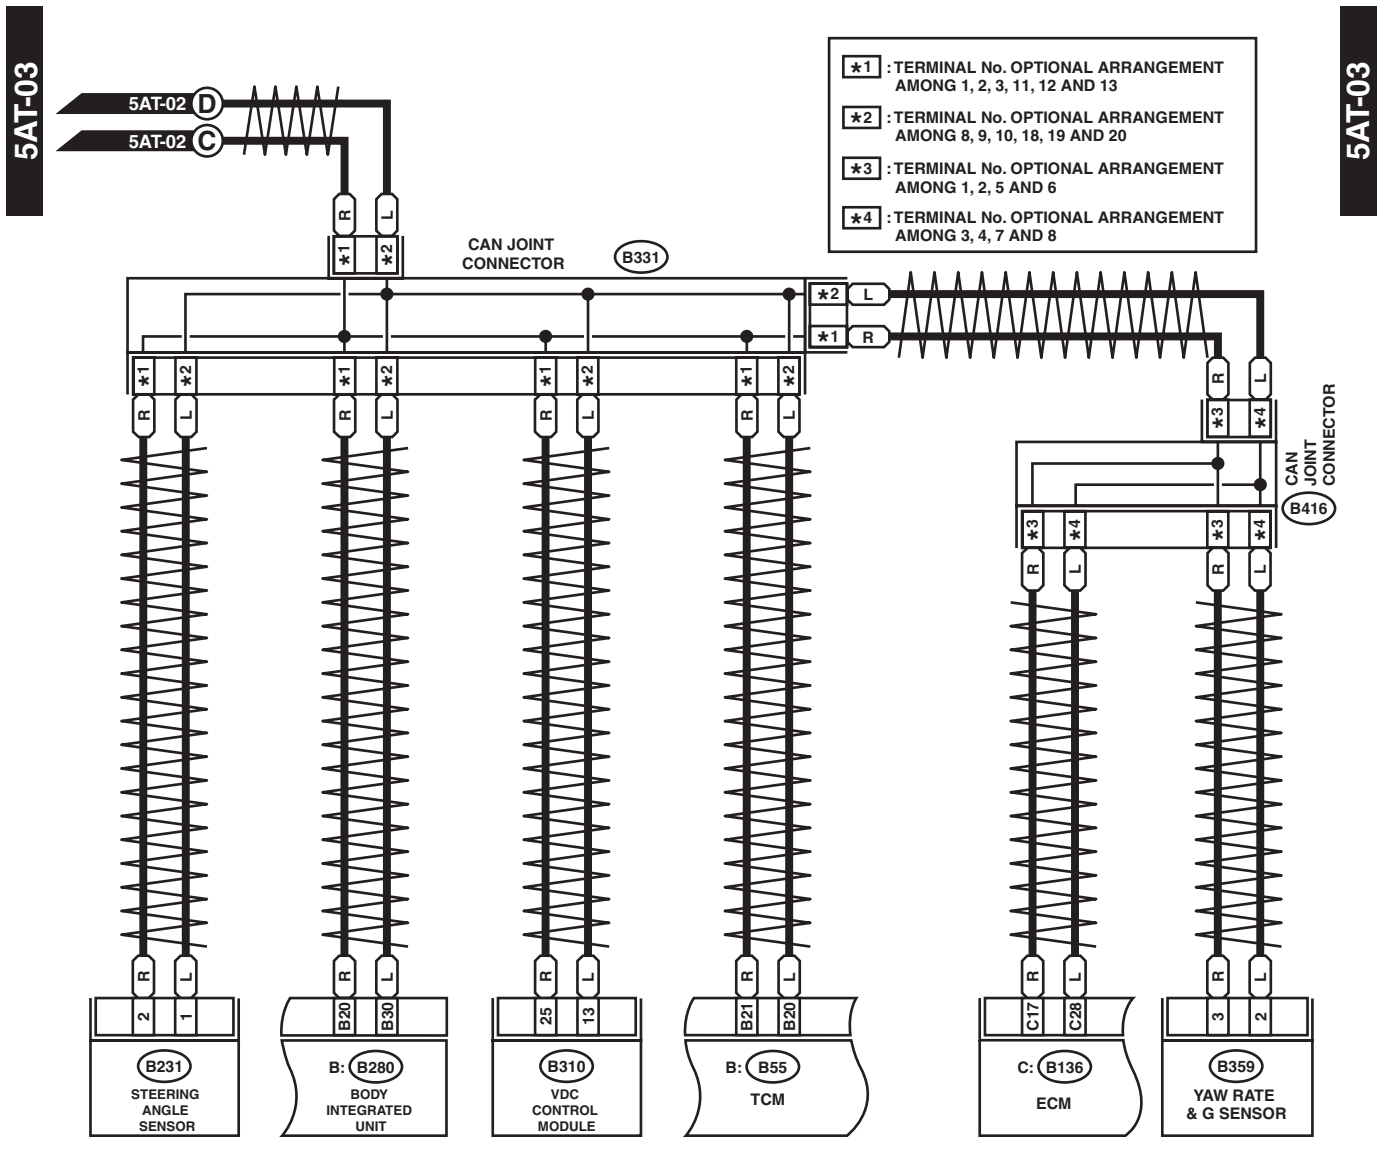 5AT-03
5AT-03
5AT-02 D
5AT-02 C
*1 : TERMINAL No. OPTIONAL ARRANGEMENT
AMONG 1, 2, 3, 11, 12 AND 13
*2 : TERMINAL No. OPTIONAL ARRANGEMENT
AMONG 8, 9, 10, 18, 19 AND 20
*3 : TERMINAL No. OPTIONAL ARRANGEMENT
AMONG 1, 2, 5 AND 6
*4 : TERMINAL No. OPTIONAL ARRANGEMENT
AMONG 3, 4, 7 AND 8
R L
*1 *2
CAN JOINT
CONNECTOR
B331
*2 L
*1 R
*1 *2 *1 *2 *1 *2 *1 *2
R L R L R L R L
R L
*3 *4
CAN
JOINT
CONNECTOR
B416
*3 *4 *3 *4
R L R L
R L R L R L R L R L R L
2 1 B20 B30 25 13 B21 B20 C17 C28 3 2
B231
STEERING
ANGLE
SENSOR
B: B280
BODY
INTEGRATED
UNIT
B310
VDC
CONTROL
MODULE
B: B55
TCM
C: B136
ECM
B359
YAW RATE
& G SENSOR